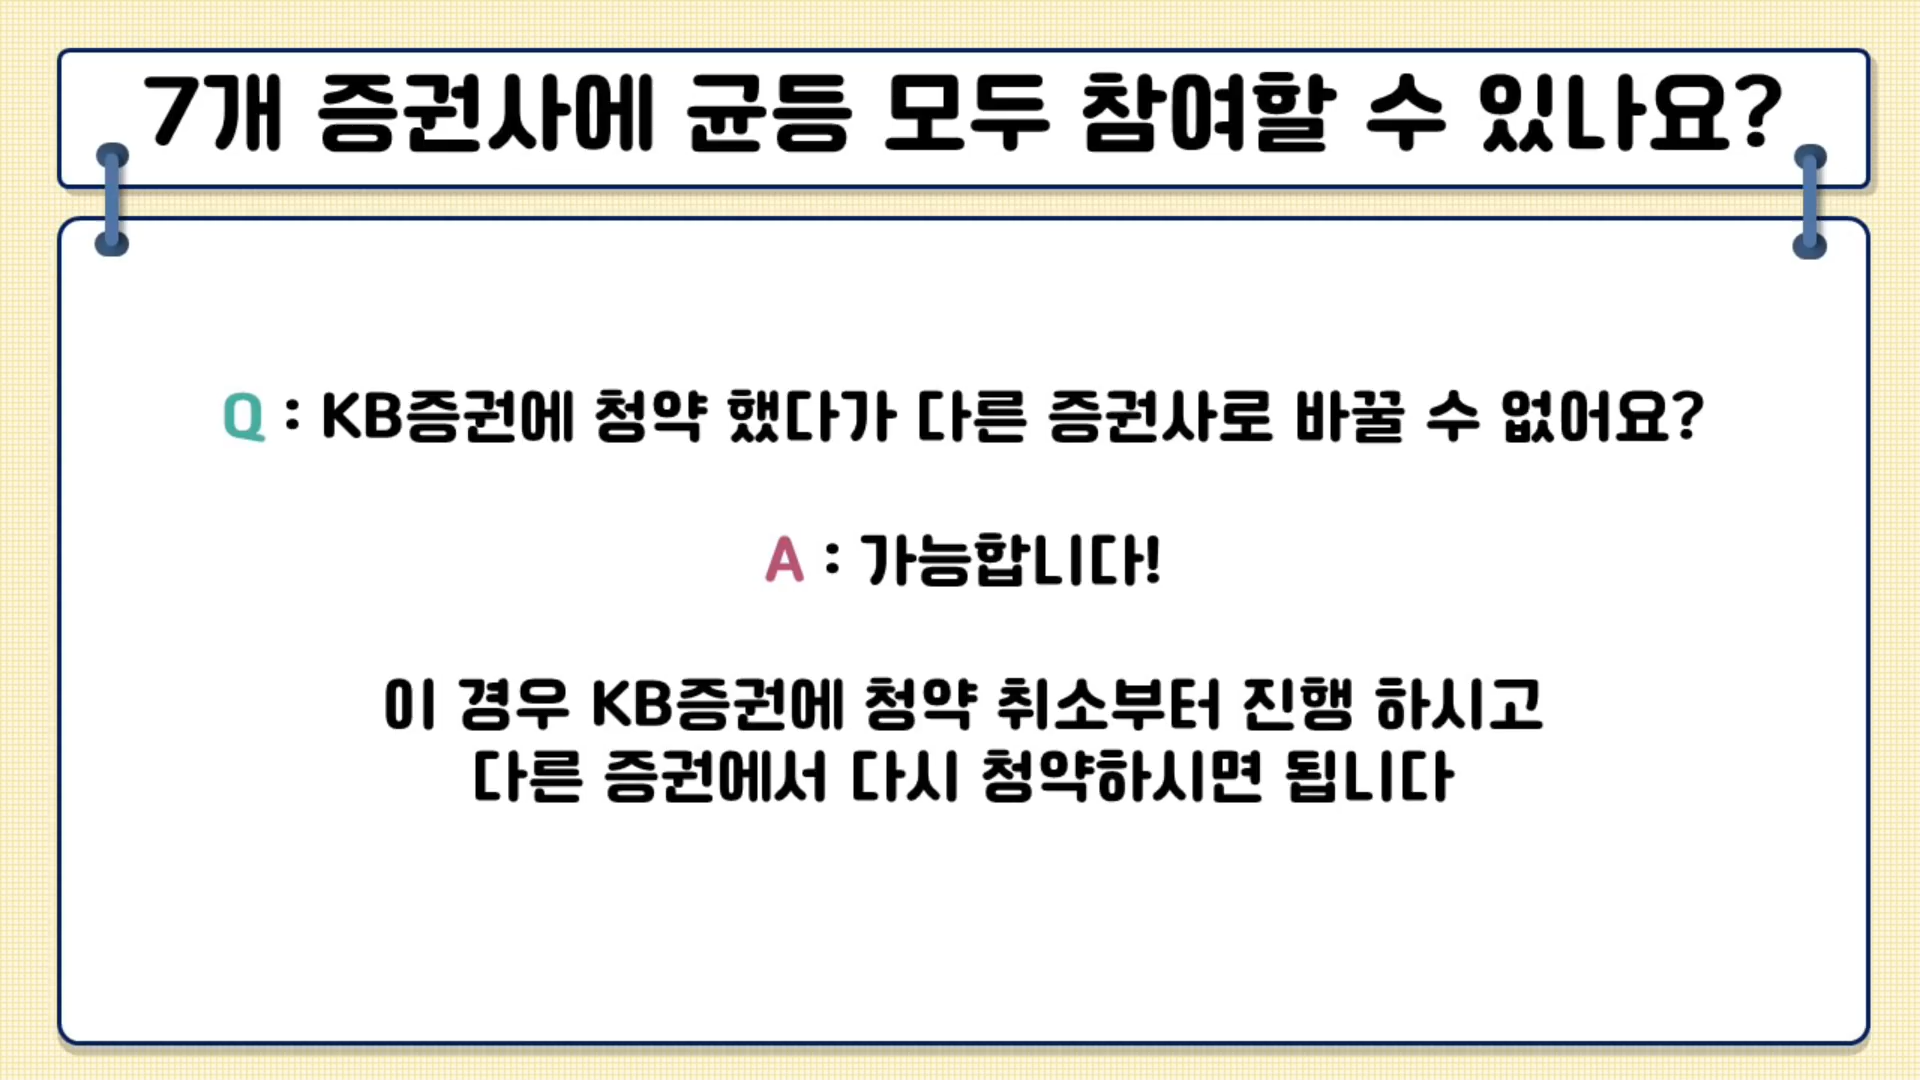 7개 증권사에 균등 모두 참여할 수 있나요?
Q : KB증권에 청약 했다가 다른 증권사로 바꿀 수 없어요?
A : 가능합니다!
이 경우 KB증권에 청약 취소부터 진행 하시고
다른 증권에서 다시 청약하시면 됩니다